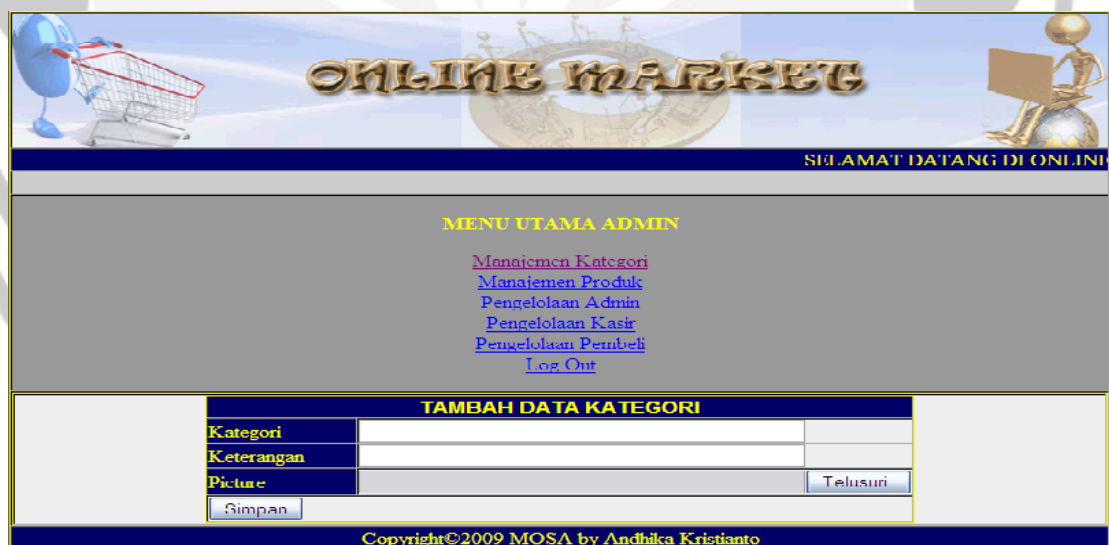 ONLINE MARKET
SELAMAT DATANG DI ONLINE
MENU UTAMA ADMIN
Manajemen Kategori
Manajemen Produk
Pengelolaan Admin
Pengelolaan Kasir
Pengelolaan Pembeli
Log Out
TAMBAH DATA KATEGORI
Kategori
Keterangan
Picture Telusuri
Simpan
Copyright©2009 MOSA by Andhika Kristianto